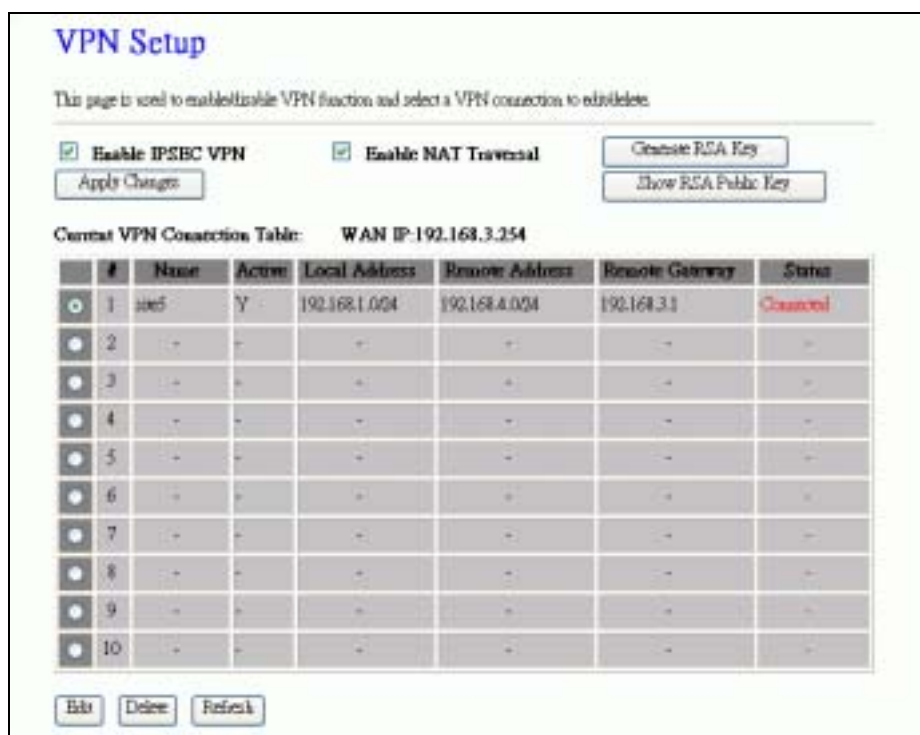 VPN Setup
This page is used to enable/disable VPN function and select a VPN connection to edit/delete.
Enable IPSEC VPN Enable NAT Traversal Generate RSA Key
Apply Changes Show RSA Public Key
Current VPN Connection Table: WAN IP:192.168.3.254
# Name Active Local Address Remote Address Remote Gateway Status
1 site5 Y 192.168.1.0/24 192.168.4.0/24 192.168.3.1 Connected
2 - - - - - -
3 - - - - - -
4 - - - - - -
5 - - - - - -
6 - - - - - -
7 - - - - - -
8 - - - - - -
9 - - - - - -
10 - - - - - -
Edit Delete Refresh